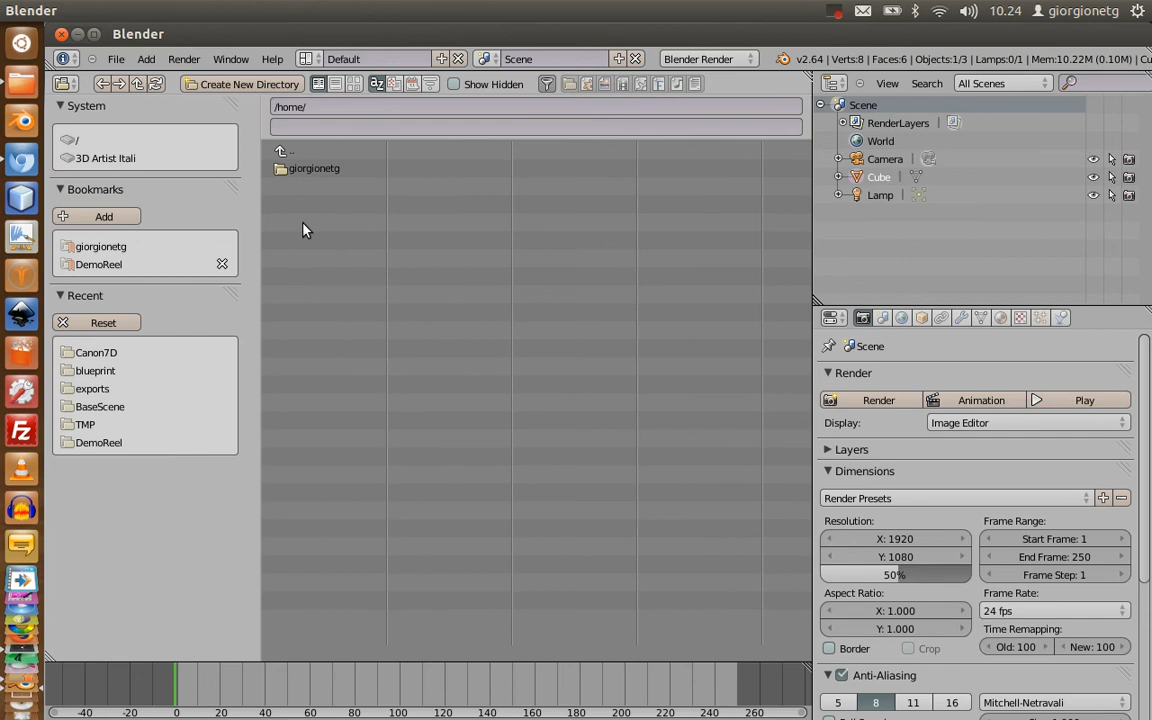 Blender
10.24
giorgionetg
Blender
File
Add
Render
Window
Help
Default
Scene
Blender Render
v2.64 | Verts:8 | Faces:6 | Objects:1/3 | Lamps:0/1 | Mem:10.22M (0.10M) | Cu
Create New Directory
Show Hidden
View
Search
All Scenes
System
/
3D Artist Itali
Bookmarks
Add
giorgionetg
DemoReel
Recent
Reset
Canon7D
blueprint
exports
BaseScene
TMP
DemoReel
/home/
..
giorgionetg
Scene
RenderLayers
World
Camera
Cube
Lamp
Scene
Render
Render
Animation
Play
Display:
Image Editor
Layers
Dimensions
Render Presets
Resolution:
X: 1920
Y: 1080
50%
Aspect Ratio:
X: 1.000
Y: 1.000
Border
Crop
Frame Range:
Start Frame: 1
End Frame: 250
Frame Step: 1
Frame Rate:
24 fps
Time Remapping:
Old: 100
New: 100
Anti-Aliasing
5
8
11
16
Mitchell-Netravali
-40
-20
0
20
40
60
80
100
120
140
160
180
200
220
240
260
Fz